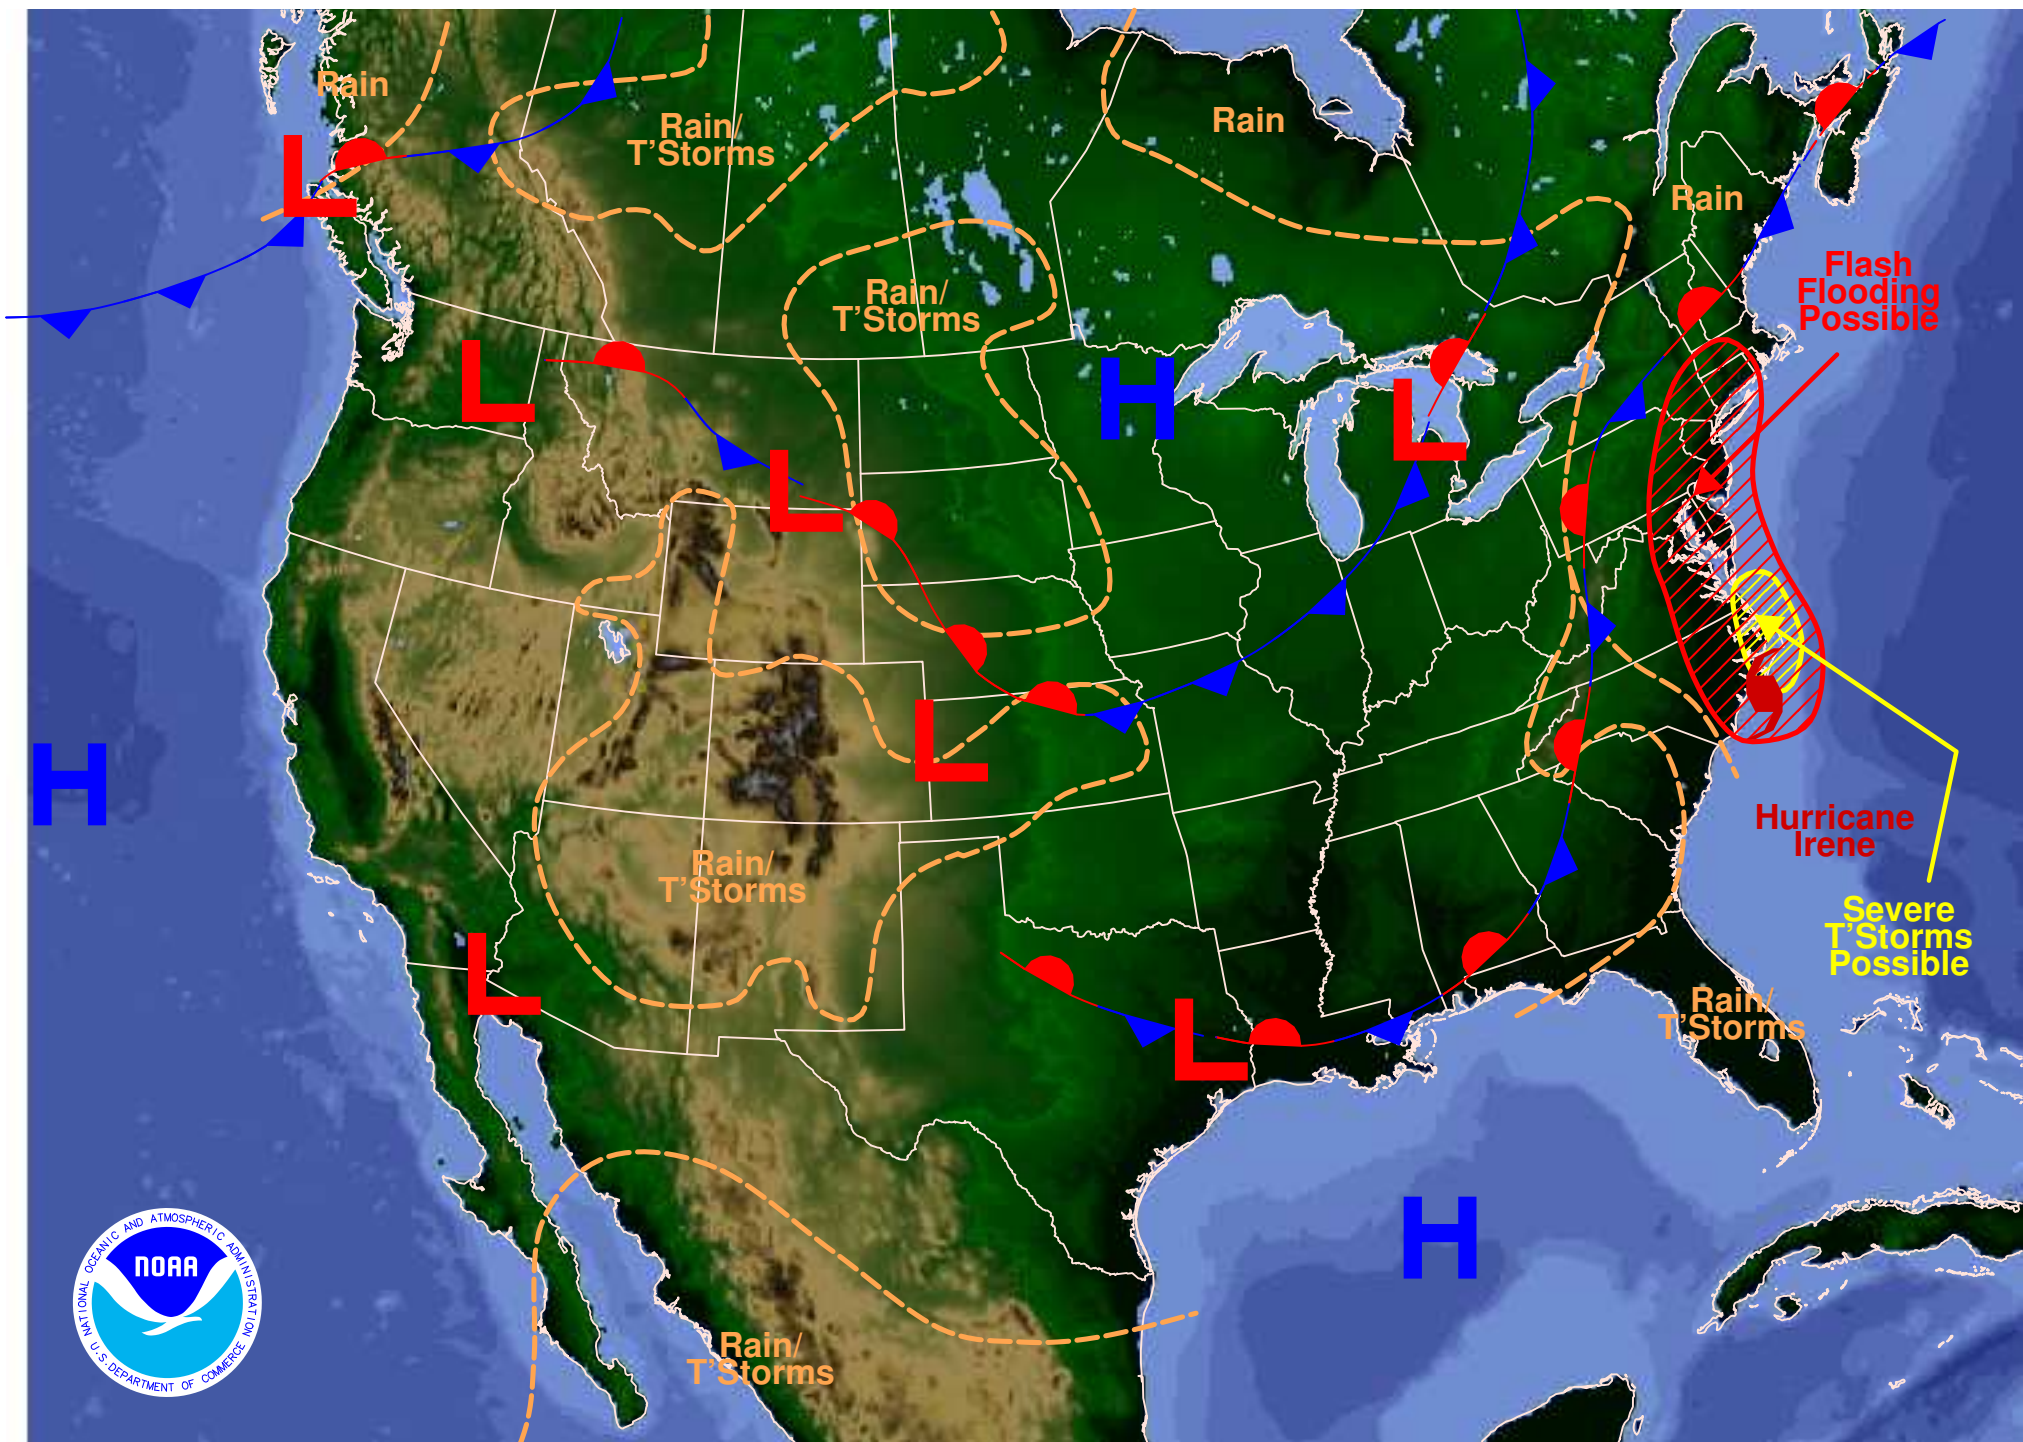 Rain
Rain/
T'Storms
Rain
Rain
Rain/
T'Storms
Flash
Flooding
Possible
L
L
L
L
L
L
L
H
H
H
Hurricane
Irene
Rain/
T'Storms
Severe
T'Storms
Possible
Rain/
T'Storms
Rain/
T'Storms
NATIONAL OCEANIC AND ATMOSPHERIC ADMINISTRATION
NOAA
U.S. DEPARTMENT OF COMMERCE